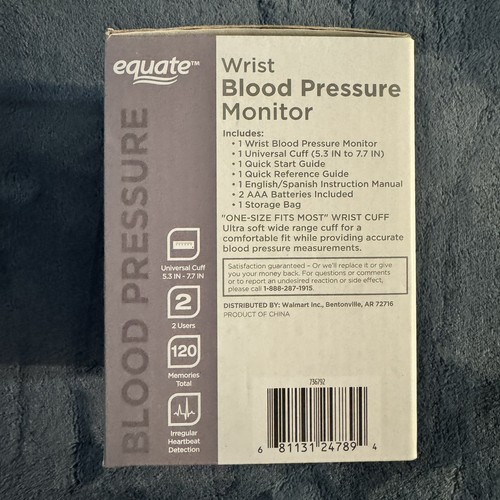 equate™
BLOOD PRESSURE
Universal Cuff
5.3 IN - 7.7 IN
2
2 Users
120
Memories
Total
Irregular
Heartbeat
Detection
Wrist
Blood Pressure
Monitor
Includes:
• 1 Wrist Blood Pressure Monitor
• 1 Universal Cuff (5.3 IN to 7.7 IN)
• 1 Quick Start Guide
• 1 Quick Reference Guide
• 1 English/Spanish Instruction Manual
• 2 AAA Batteries Included
• 1 Storage Bag
"ONE-SIZE FITS MOST" WRIST CUFF
Ultra soft wide range cuff for a
comfortable fit while providing accurate
blood pressure measurements.
Satisfaction guaranteed – Or we'll replace it or give
you your money back. For questions or comments
or to report an undesired reaction or side effect,
please call 1-888-287-1915.
DISTRIBUTED BY: Walmart Inc., Bentonville, AR 72716
PRODUCT OF CHINA
736792
6 81131 24789 4